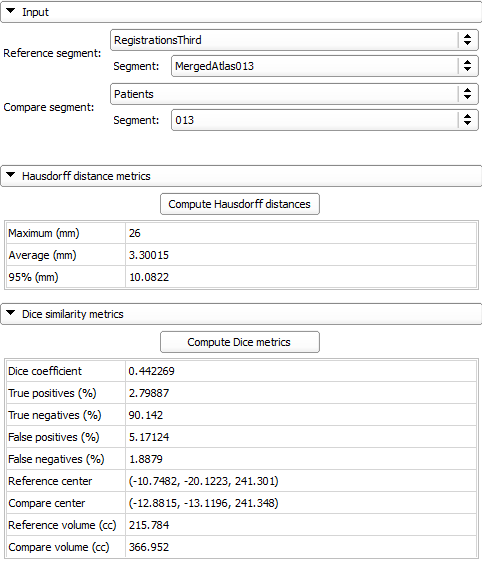 Input
Reference segment:
RegistrationsThird
Segment: MergedAtlas013
Compare segment:
Patients
Segment: 013
Hausdorff distance metrics
Compute Hausdorff distances
Maximum (mm) 26
Average (mm) 3.30015
95% (mm) 10.0822
Dice similarity metrics
Compute Dice metrics
Dice coefficient 0.442269
True positives (%) 2.79887
True negatives (%) 90.142
False positives (%) 5.17124
False negatives (%) 1.8879
Reference center (-10.7482, -20.1223, 241.301)
Compare center (-12.8815, -13.1196, 241.348)
Reference volume (cc) 215.784
Compare volume (cc) 366.952